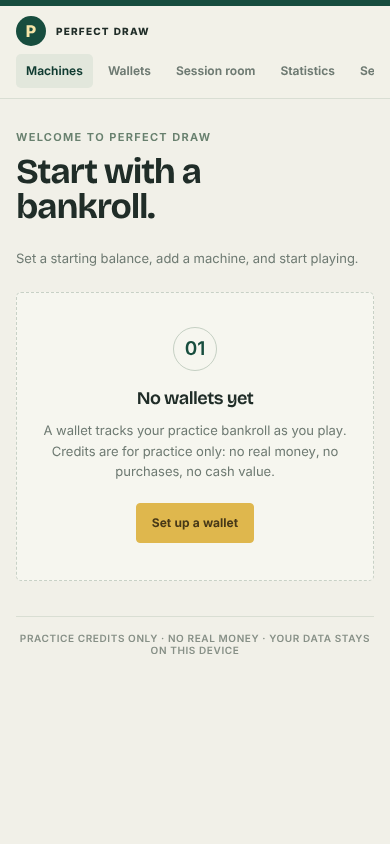 P PERFECT DRAW
Machines Wallets Session room Statistics Se
WELCOME TO PERFECT DRAW
Start with a
bankroll.
Set a starting balance, add a machine, and start playing.
01
No wallets yet
A wallet tracks your practice bankroll as you play.
Credits are for practice only: no real money, no
purchases, no cash value.
Set up a wallet
PRACTICE CREDITS ONLY · NO REAL MONEY · YOUR DATA STAYS
ON THIS DEVICE